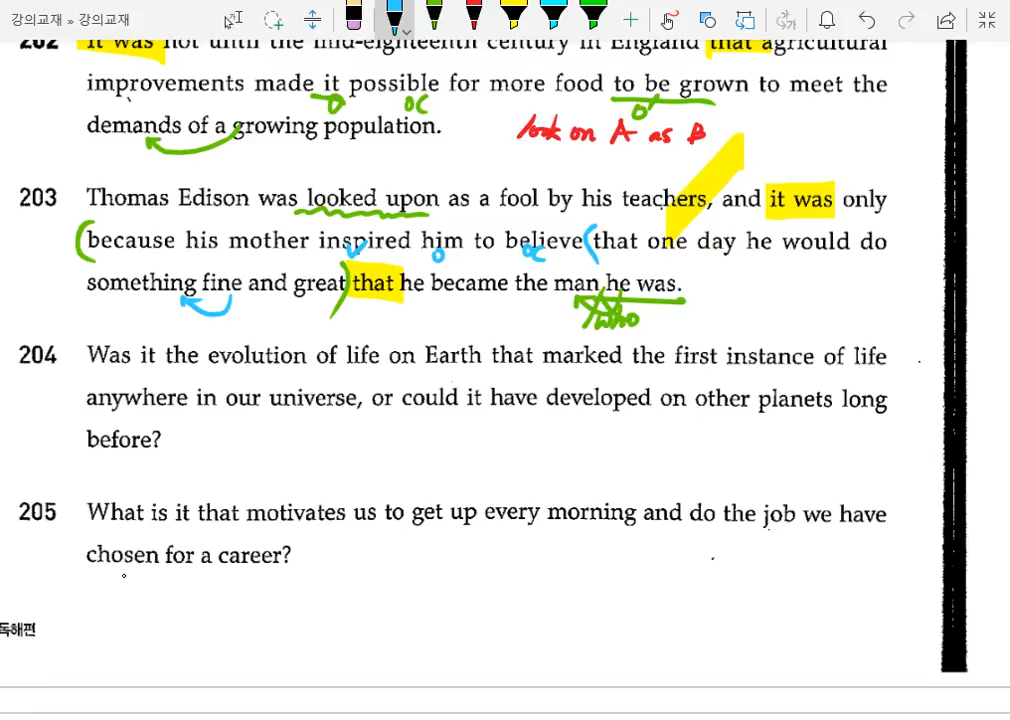 강의교재 » 강의교재
202 It was not until the mid-eighteenth century in England that agricultural
improvements made it possible for more food to be grown to meet the
O OC O
demands of a growing population.
look on A as B
203 Thomas Edison was looked upon as a fool by his teachers, and it was only
(because his mother inspired him to believe (that one day he would do
V O OC
something fine and great) that he became the man he was.
who
204 Was it the evolution of life on Earth that marked the first instance of life
anywhere in our universe, or could it have developed on other planets long
before?
205 What is it that motivates us to get up every morning and do the job we have
chosen for a career?
독해편